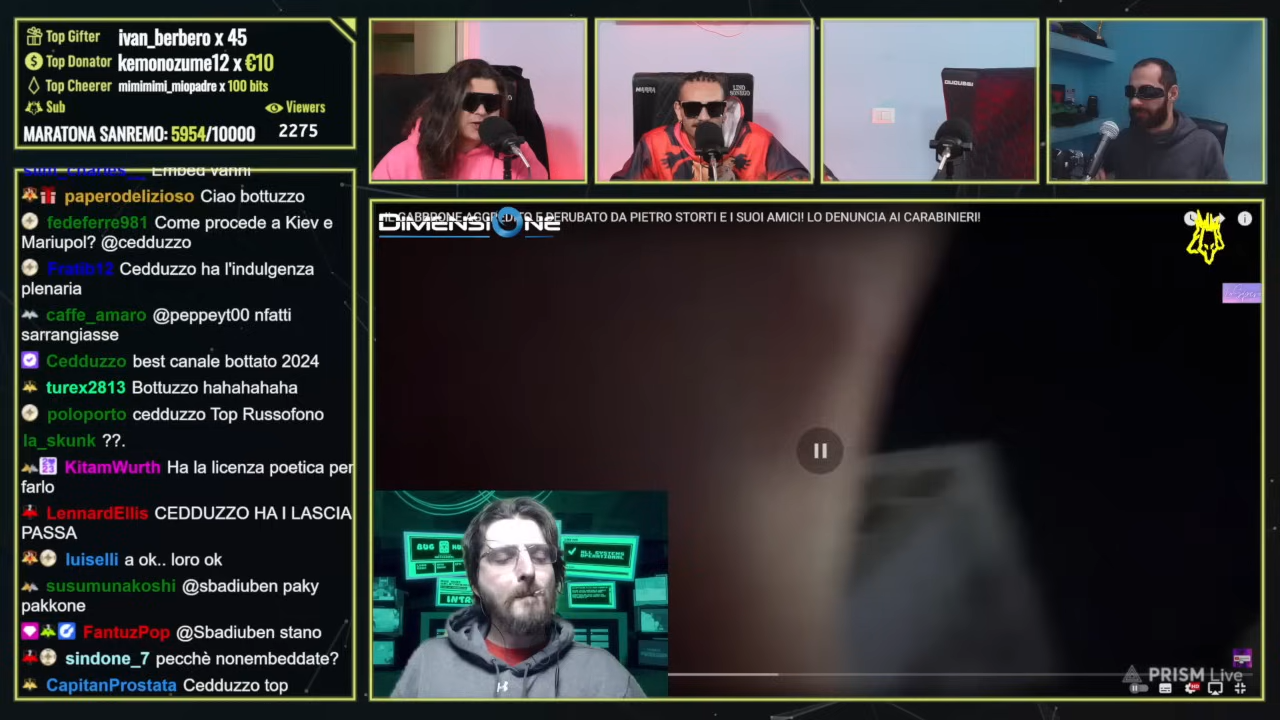 Top Gifter ivan_berbero x 45
Top Donator kemonozume12 x €10
Top Cheerer mimimimi_miopadre x 100 bits
Sub Viewers
MARATONA SANREMO: 5954/10000 2275
Embed vanni
paperodelizioso Ciao bottuzzo
fedeferre981 Come procede a Kiev e
Mariupol? @cedduzzo
Fratib12 Cedduzzo ha l'indulgenza
plenaria
caffe_amaro @peppeyt00 nfatti
sarrangiasse
Cedduzzo best canale bottato 2024
turex2813 Bottuzzo hahahahaha
poloporto cedduzzo Top Russofono
la_skunk ??.
KitamWurth Ha la licenza poetica per
farlo
LennardEllis CEDDUZZO HA I LASCIA
PASSA
luiselli a ok.. loro ok
susumunakoshi @sbadiuben paky
pakkone
FantuzPop @Sbadiuben stano
sindone_7 pecchè nonembeddate?
CapitanProstata Cedduzzo top
E DERUBATO DA PIETRO STORTI E I SUOI AMICI! LO DENUNCIA AI CARABINIERI!
DIMENSIONE
ALL SYSTEMS
OPERATIONAL
PRISM Live